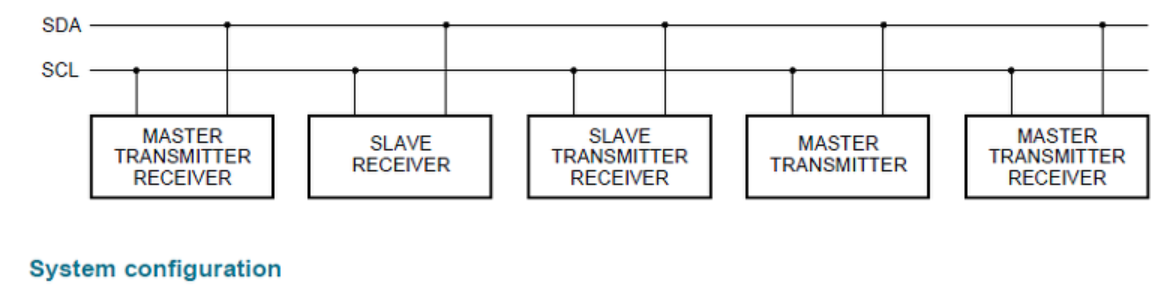 SDA
SCL
MASTER
TRANSMITTER
RECEIVER
SLAVE
RECEIVER
SLAVE
TRANSMITTER
RECEIVER
MASTER
TRANSMITTER
MASTER
TRANSMITTER
RECEIVER
System configuration